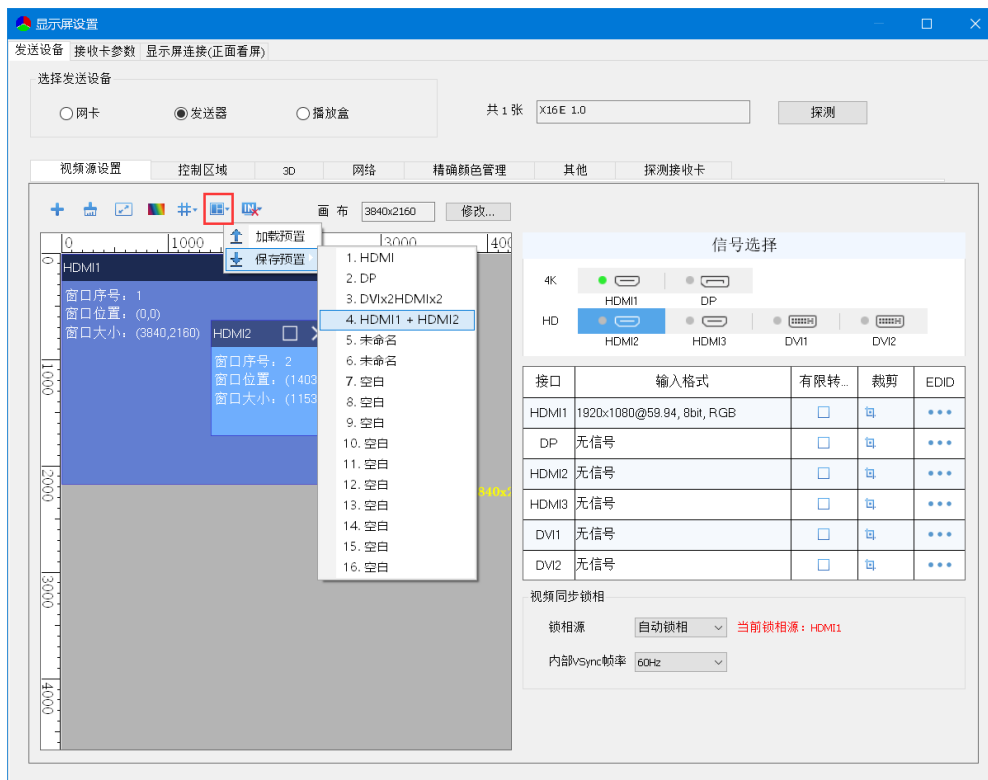 显示屏设置
发送设备 接收卡参数 显示屏连接(正面看屏)
选择发送设备
网卡 发送器 播放盒 共 1 张 X16E 1.0 探测
视频源设置 控制区域 3D 网络 精确颜色管理 其他 探测接收卡
画 布 3840x2160 修改...
0 1000 3000 400
加载预置
保存预置
1. HDMI
2. DP
3. DVIx2HDMIx2
4. HDMI1 + HDMI2
5. 未命名
6. 未命名
7. 空白
8. 空白
9. 空白
10. 空白
11. 空白
12. 空白
13. 空白
14. 空白
15. 空白
16. 空白
0
1000
2000
3000
4000
HDMI1
窗口序号：1
窗口位置：(0,0)
窗口大小：(3840,2160)
HDMI2
窗口序号：2
窗口位置：(1403
窗口大小：(1153
840x2
信号选择
4K HDMI1 DP
HD HDMI2 HDMI3 DVI1 DVI2
接口 输入格式 有限转... 裁剪 EDID
HDMI1 1920x1080@59.94, 8bit, RGB
DP 无信号
HDMI2 无信号
HDMI3 无信号
DVI1 无信号
DVI2 无信号
视频同步锁相
锁相源 自动锁相 当前锁相源：HDMI1
内部VSync帧率 60Hz